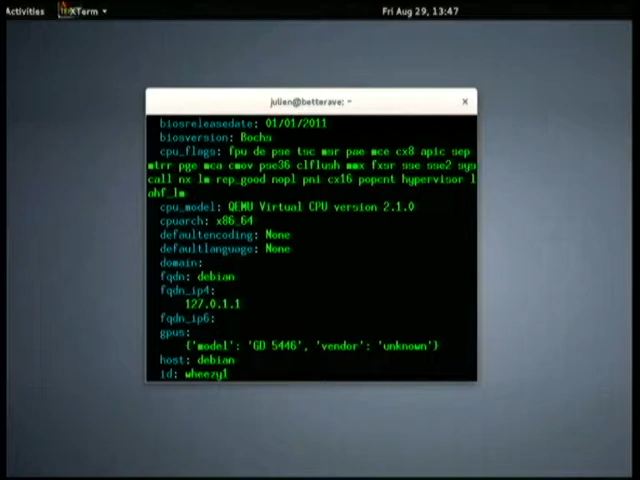 Activities XTerm Fri Aug 29, 13:47
julien@betterave: ~ ×
biosreleasedate: 01/01/2011
biosversion: Bochs
cpu_flags: fpu de pse tsc msr pae mce cx8 apic sep
mtrr pge mca cmov pse36 clflush mmx fxsr sse sse2 sys
call nx lm rep_good nopl pni cx16 popcnt hypervisor l
ahf_lm
cpu_model: QEMU Virtual CPU version 2.1.0
cpuarch: x86_64
defaultencoding: None
defaultlanguage: None
domain:
fqdn: debian
fqdn_ip4:
127.0.1.1
fqdn_ip6:
gpus:
{'model': 'GD 5446', 'vendor': 'unknown'}
host: debian
id: wheezy1